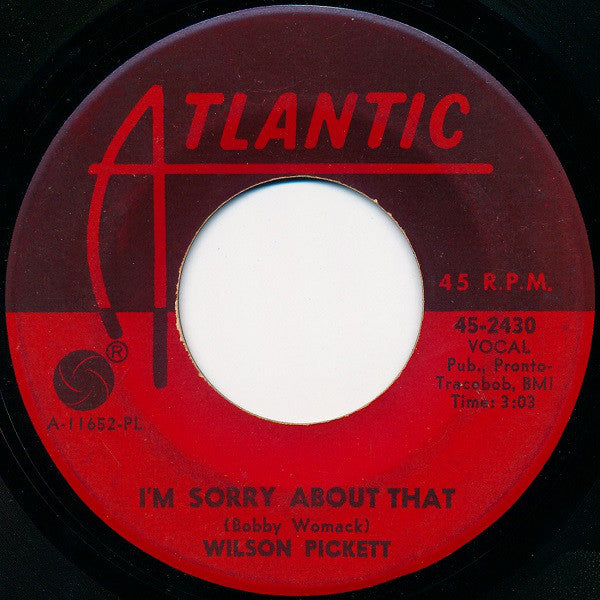 ATLANTIC
45 R.P.M.
45-2430
VOCAL
Pub., Pronto-
Tracobob, BMI
Time: 3:03
®
A-11652-PL
I'M SORRY ABOUT THAT
(Bobby Womack)
WILSON PICKETT